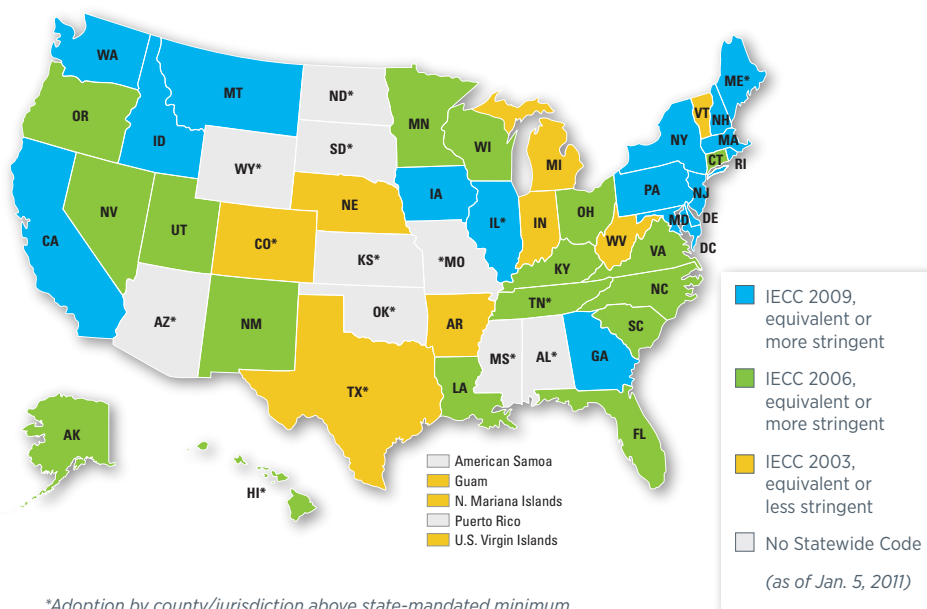 WA
MT
ND*
ME*
OR
ID
MN
VT
NH
SD*
WI
NY
MA
WY*
MI
CT
RI
IA
PA
NJ
NE
NV
UT
IL*
IN
OH
MD
DE
CA
CO*
WV
VA
DC
KS*
*MO
KY
NC
AZ*
NM
OK*
TN*
AR
SC
MS*
AL*
GA
TX*
LA
AK
FL
HI*
American Samoa
Guam
N. Mariana Islands
Puerto Rico
U.S. Virgin Islands
IECC 2009,
equivalent or
more stringent
IECC 2006,
equivalent or
more stringent
IECC 2003,
equivalent or
less stringent
No Statewide Code
(as of Jan. 5, 2011)
*Adoption by county/jurisdiction above state-mandated minimum